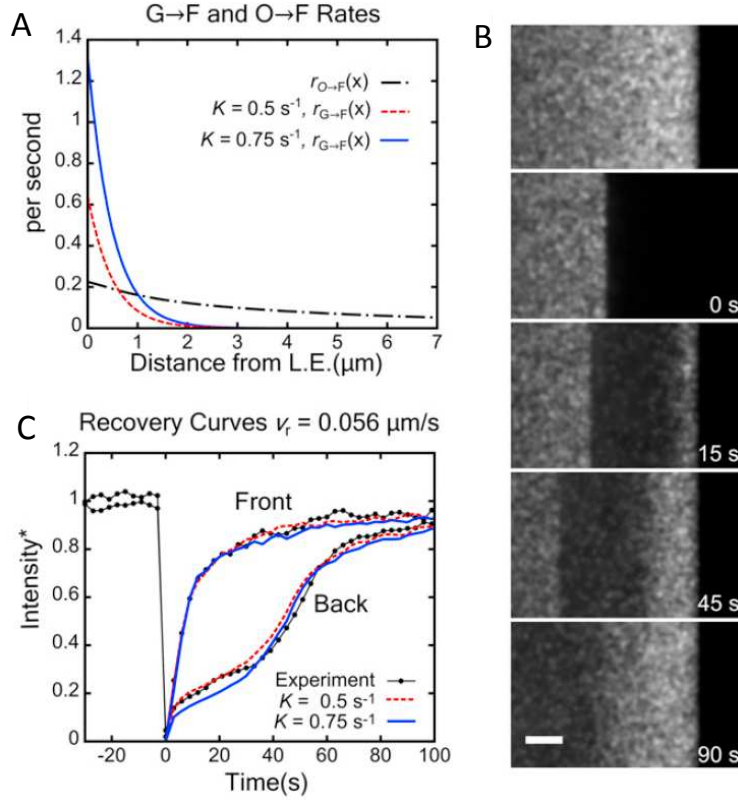 A
G→F and O→F Rates
1.4
1.2
1
0.8
0.6
0.4
0.2
0
per second
r_O→F(x)
K = 0.5 s⁻¹, r_G→F(x)
K = 0.75 s⁻¹, r_G→F(x)
0 1 2 3 4 5 6 7
Distance from L.E.(μm)
B
0 s
15 s
45 s
90 s
C
Recovery Curves v_r = 0.056 μm/s
1.2
1
0.8
0.6
0.4
0.2
0
Intensity*
Front
Back
Experiment
K = 0.5 s⁻¹
K = 0.75 s⁻¹
-20 0 20 40 60 80 100
Time(s)